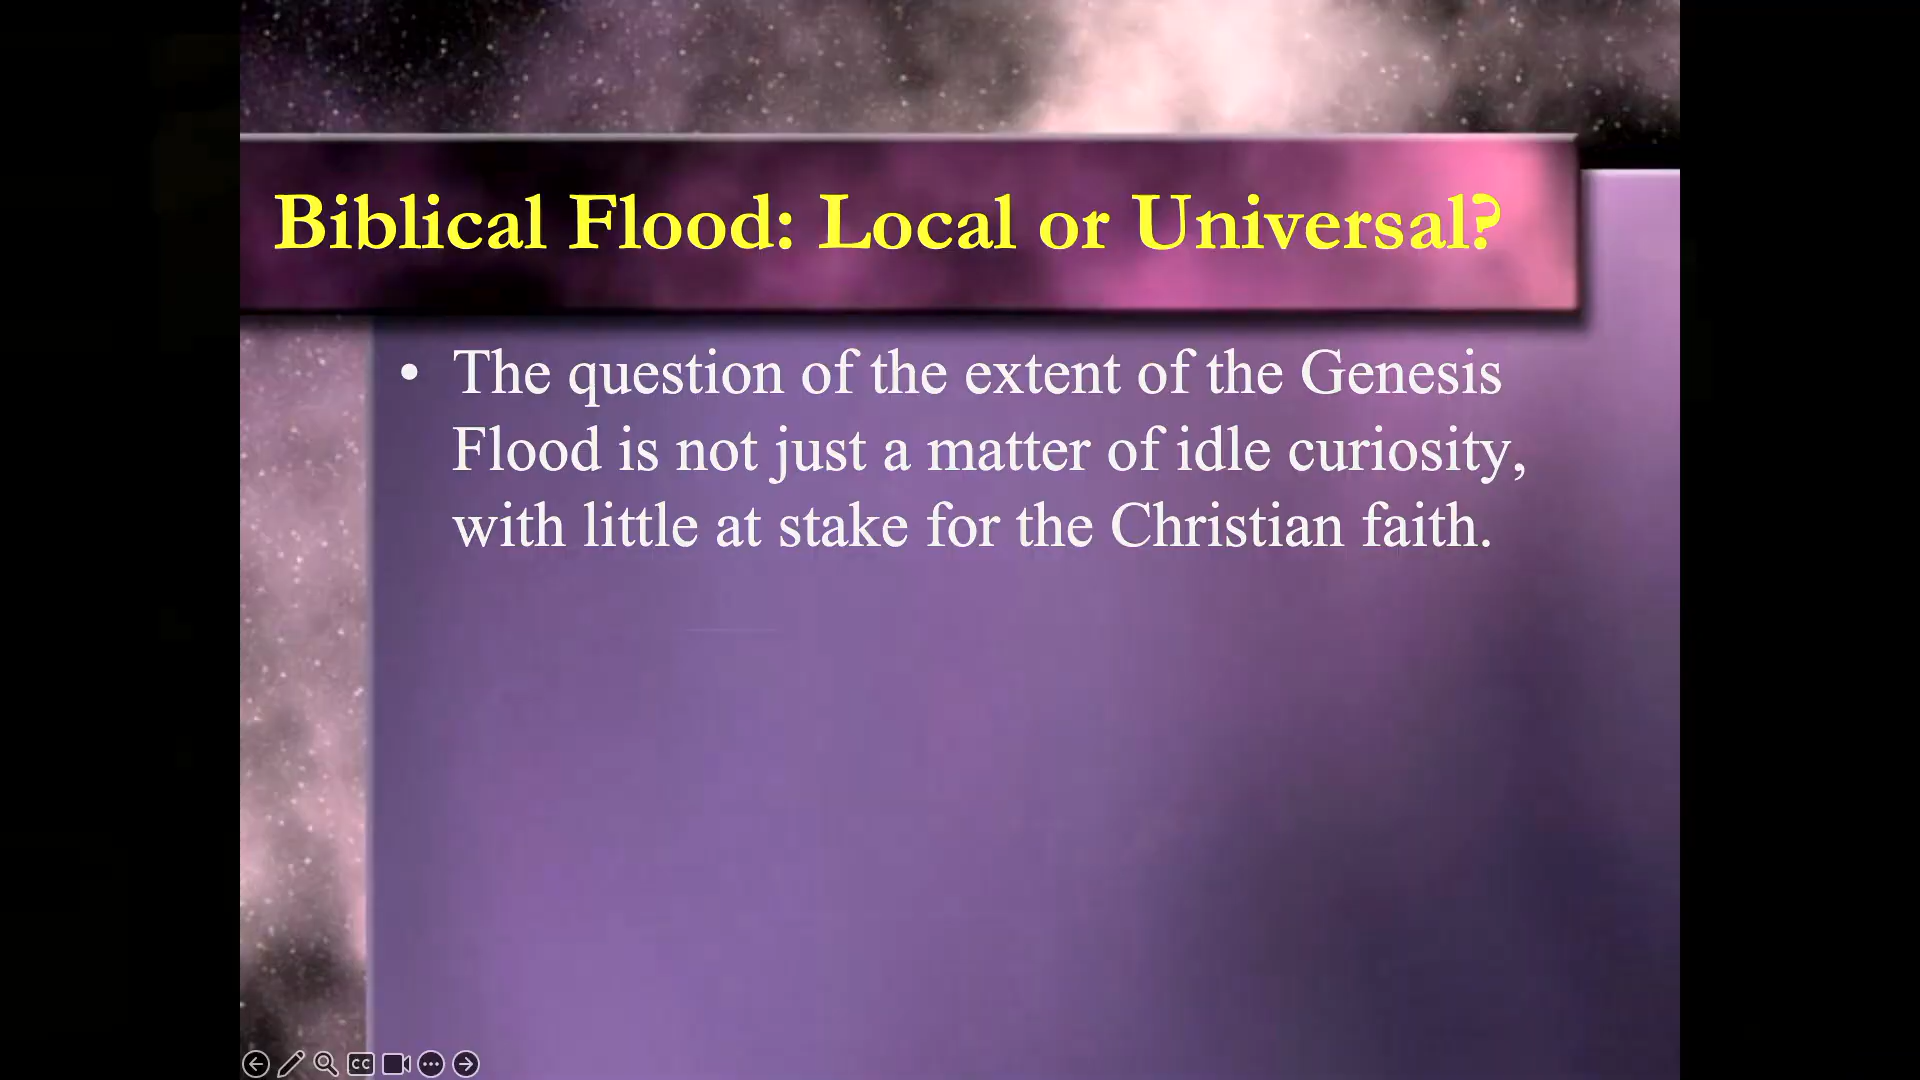 Biblical Flood: Local or Universal?
• The question of the extent of the Genesis
Flood is not just a matter of idle curiosity,
with little at stake for the Christian faith.
CC